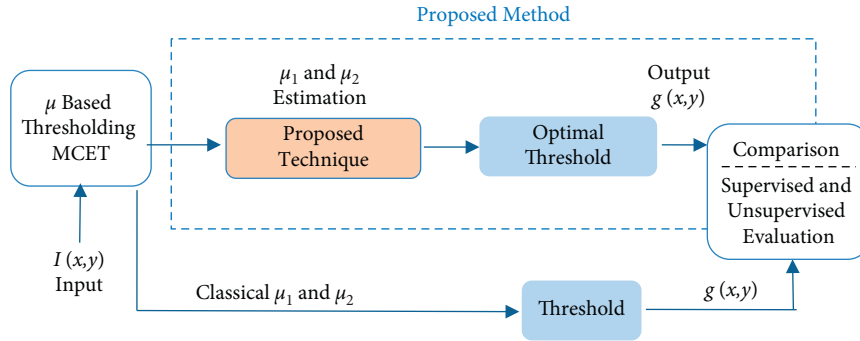 Proposed Method
μ Based
Thresholding
MCET
μ1 and μ2
Estimation
Proposed
Technique
Optimal
Threshold
Output
g (x,y)
Comparison
Supervised and
Unsupervised
Evaluation
I (x,y)
Input
Classical μ1 and μ2
Threshold
g (x,y)